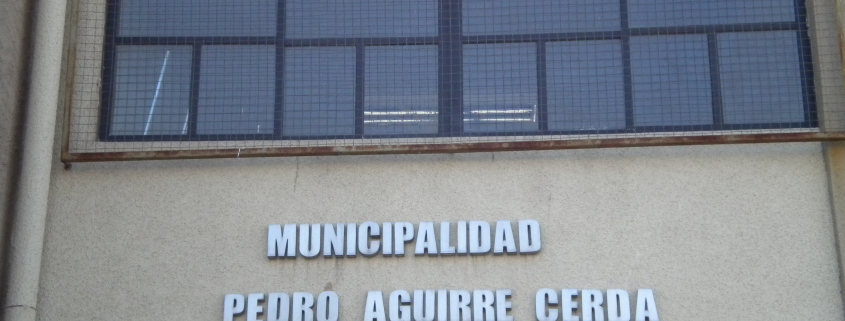 MUNICIPALIDAD
PEDRO AGUIRRE CERDA